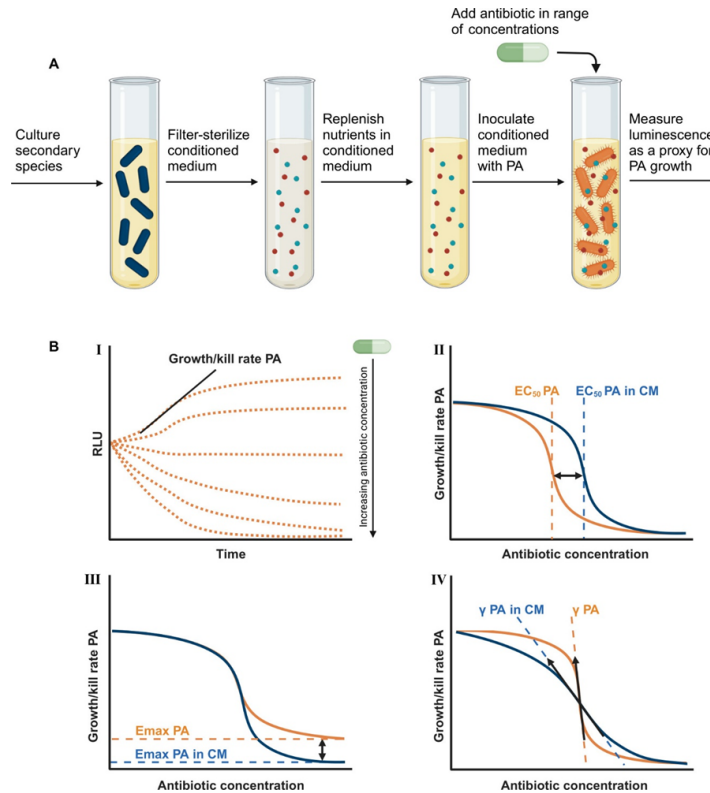 Add antibiotic in range
of concentrations
A
Culture
secondary
species
Filter-sterilize
conditioned
medium
Replenish
nutrients in
conditioned
medium
Inoculate
conditioned
medium
with PA
Measure
luminescence
as a proxy for
PA growth
B
I
Growth/kill rate PA
RLU
Time
Increasing antibiotic concentration
II
EC₅₀ PA
EC₅₀ PA in CM
Growth/kill rate PA
Antibiotic concentration
III
Growth/kill rate PA
Emax PA
Emax PA in CM
Antibiotic concentration
IV
γ PA in CM
γ PA
Growth/kill rate PA
Antibiotic concentration